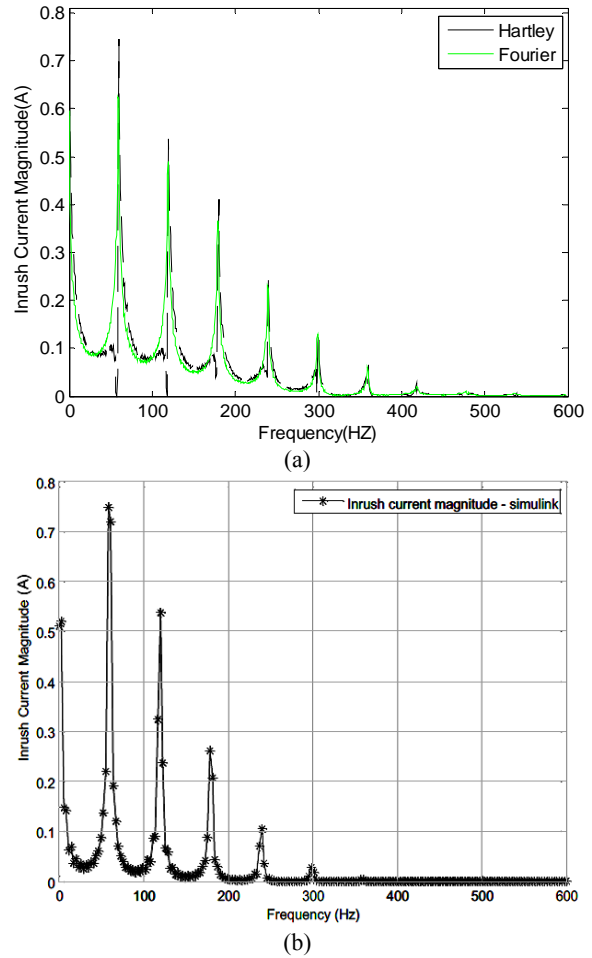 Hartley
Fourier
Inrush Current Magnitude(A)
0.8
0.7
0.6
0.5
0.4
0.3
0.2
0.1
0
0 100 200 300 400 500 600
Frequency(HZ)
(a)
Inrush current magnitude - simulink
Inrush Current Magnitude (A)
0.8
0.7
0.6
0.5
0.4
0.3
0.2
0.1
0
0 100 200 300 400 500 600
Frequency (Hz)
(b)